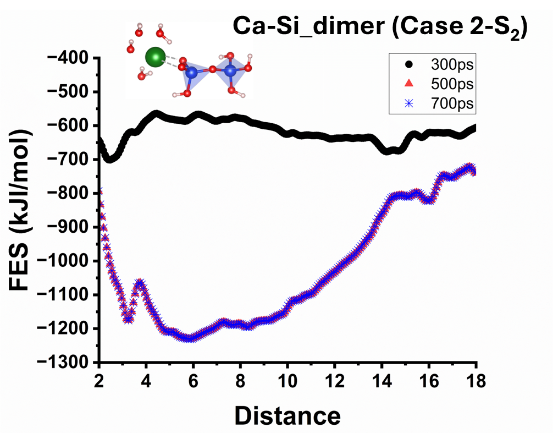 Ca-Si_dimer (Case 2-S₂)
−400
−500
−600
−700
−800
−900
−1000
−1100
−1200
−1300
FES (kJl/mol)
300ps
500ps
700ps
2 4 6 8 10 12 14 16 18
Distance